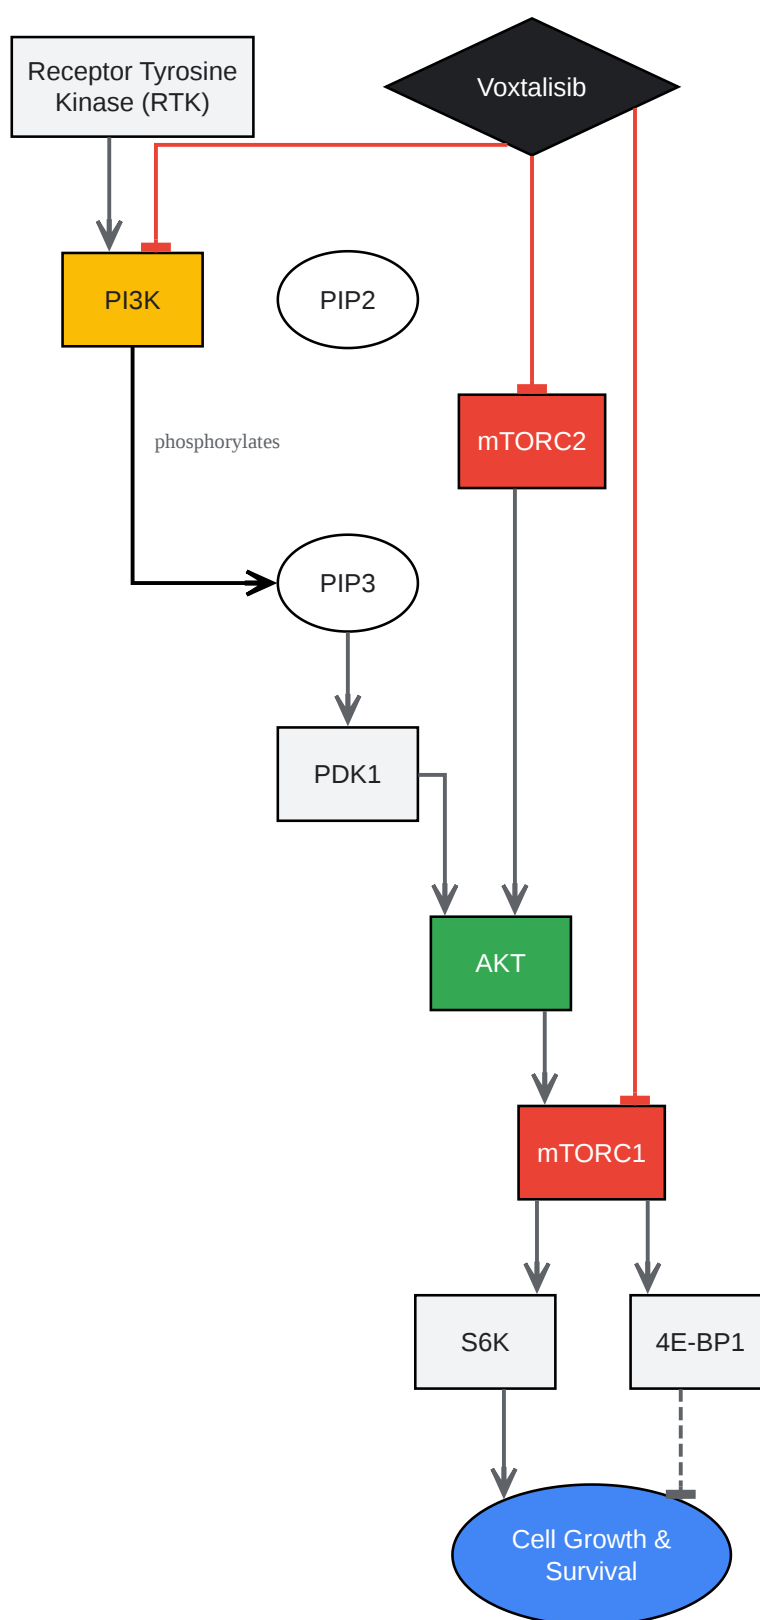 Receptor Tyrosine
Kinase (RTK)
Voxtalisib
PI3K
PIP2
mTORC2
phosphorylates
PIP3
PDK1
AKT
mTORC1
S6K
4E-BP1
Cell Growth &
Survival